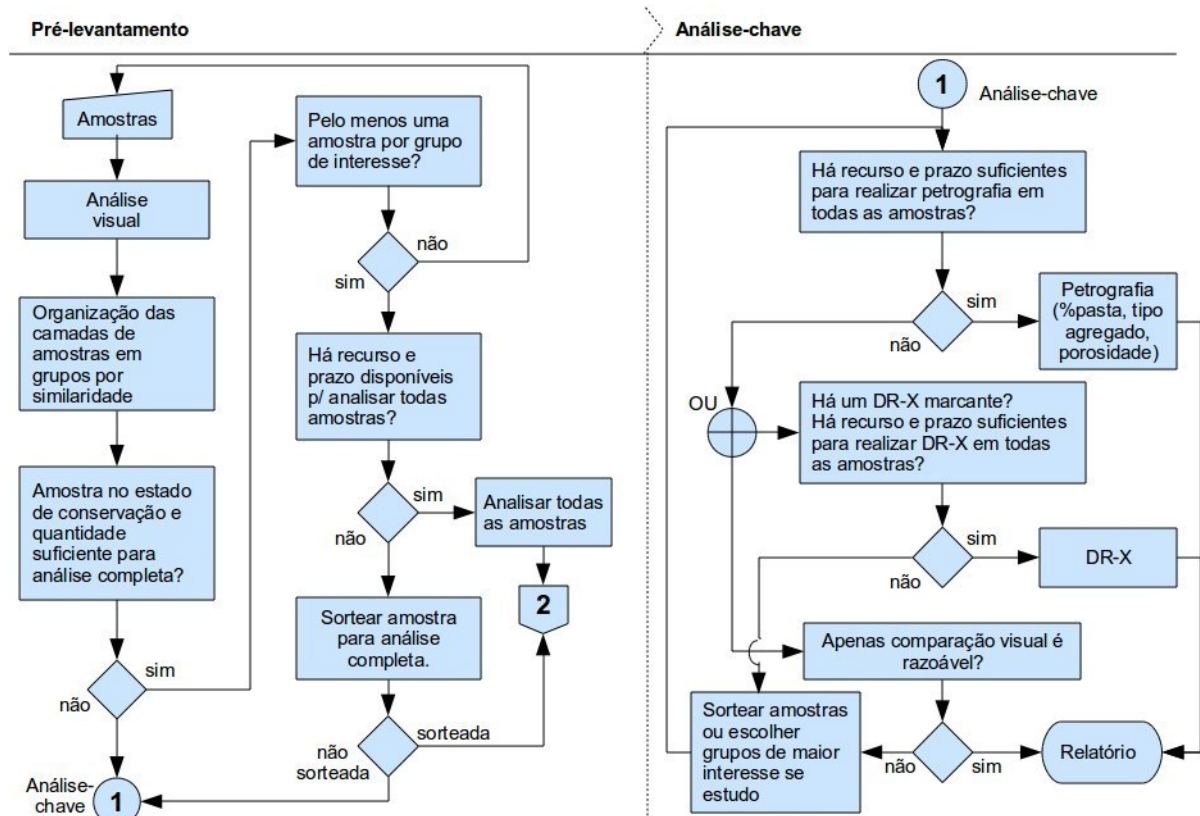 Pré-levantamento
Amostras
Análise
visual
Organização das
camadas de
amostras em
grupos por
similaridade
Amostra no estado
de conservação e
quantidade
suficiente para
análise completa?
sim
não
Análise-
chave
1
Pelo menos uma
amostra por grupo
de interesse?
não
sim
Há recurso e
prazo disponíveis
p/ analisar todas
amostras?
sim
não
Analisar todas
as amostras
2
Sortear amostra
para análise
completa.
sorteada
não
sorteada
Análise-chave
1
Análise-chave
Há recurso e prazo suficientes
para realizar petrografia em
todas as amostras?
sim
não
Petrografia
(%pasta, tipo
agregado,
porosidade)
OU
Há um DR-X marcante?
Há recurso e prazo suficientes
para realizar DR-X em todas
as amostras?
sim
não
DR-X
Apenas comparação visual é
razoável?
Sortear amostras
ou escolher
grupos de maior
interesse se
estudo
não
sim
Relatório